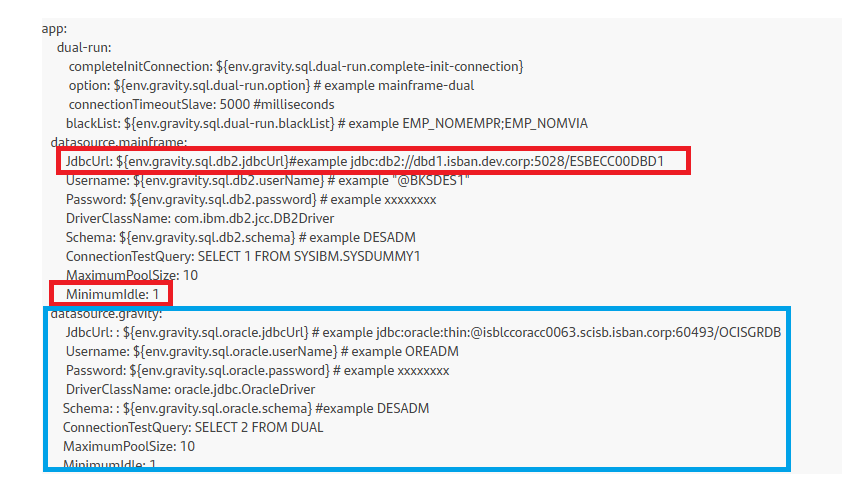 app:
dual-run:
completeInitConnection: ${env.gravity.sql.dual-run.complete-init-connection}
option: ${env.gravity.sql.dual-run.option} # example mainframe-dual
connectionTimeoutSlave: 5000 #milliseconds
blackList: ${env.gravity.sql.dual-run.blackList} # example EMP_NOMEMPR;EMP_NOMVIA
datasource.mainframe:
JdbcUrl: ${env.gravity.sql.db2.jdbcUrl}#example jdbc:db2://dbd1.isban.dev.corp:5028/ESBECC00DBD1
Username: ${env.gravity.sql.db2.userName} # example "@BKSDES1"
Password: ${env.gravity.sql.db2.password} # example xxxxxxxx
DriverClassName: com.ibm.db2.jcc.DB2Driver
Schema: ${env.gravity.sql.db2.schema} # example DESADM
ConnectionTestQuery: SELECT 1 FROM SYSIBM.SYSDUMMY1
MaximumPoolSize: 10
MinimumIdle: 1
datasource.gravity:
JdbcUrl: : ${env.gravity.sql.oracle.jdbcUrl} # example jdbc:oracle:thin:@isblccoracc0063.scisb.isban.corp:60493/OCISGRDB
Username: ${env.gravity.sql.oracle.userName} # example OREADM
Password: ${env.gravity.sql.oracle.password} # example xxxxxxxx
DriverClassName: oracle.jdbc.OracleDriver
Schema: : ${env.gravity.sql.oracle.schema} #example DESADM
ConnectionTestQuery: SELECT 2 FROM DUAL
MaximumPoolSize: 10
MinimumIdle: 1